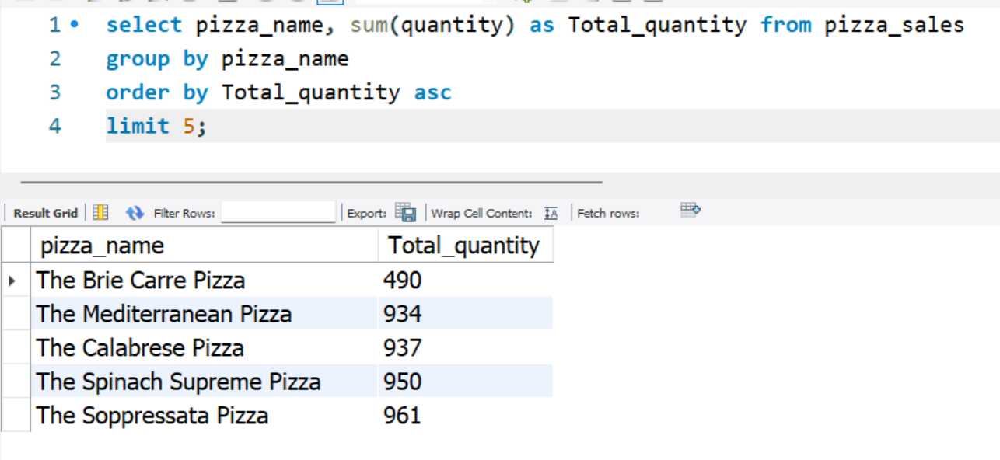 1 select pizza_name, sum(quantity) as Total_quantity from pizza_sales
2 group by pizza_name
3 order by Total_quantity asc
4 limit 5;
Result Grid Filter Rows: Export: Wrap Cell Content: Fetch rows:
pizza_name Total_quantity
The Brie Carre Pizza 490
The Mediterranean Pizza 934
The Calabrese Pizza 937
The Spinach Supreme Pizza 950
The Soppressata Pizza 961